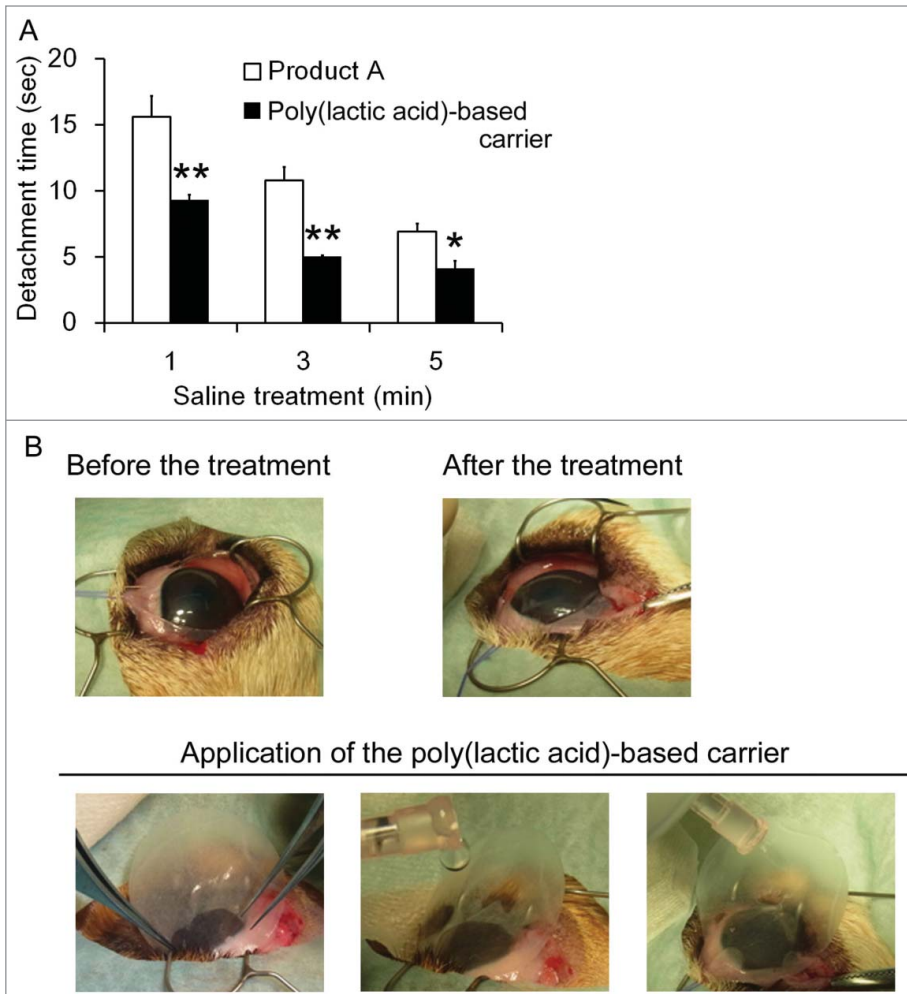 A
20
15
10
5
0
Detachment time (sec)
Product A
Poly(lactic acid)-based
carrier
**
**
*
1 3 5
Saline treatment (min)
B
Before the treatment
After the treatment
Application of the poly(lactic acid)-based carrier